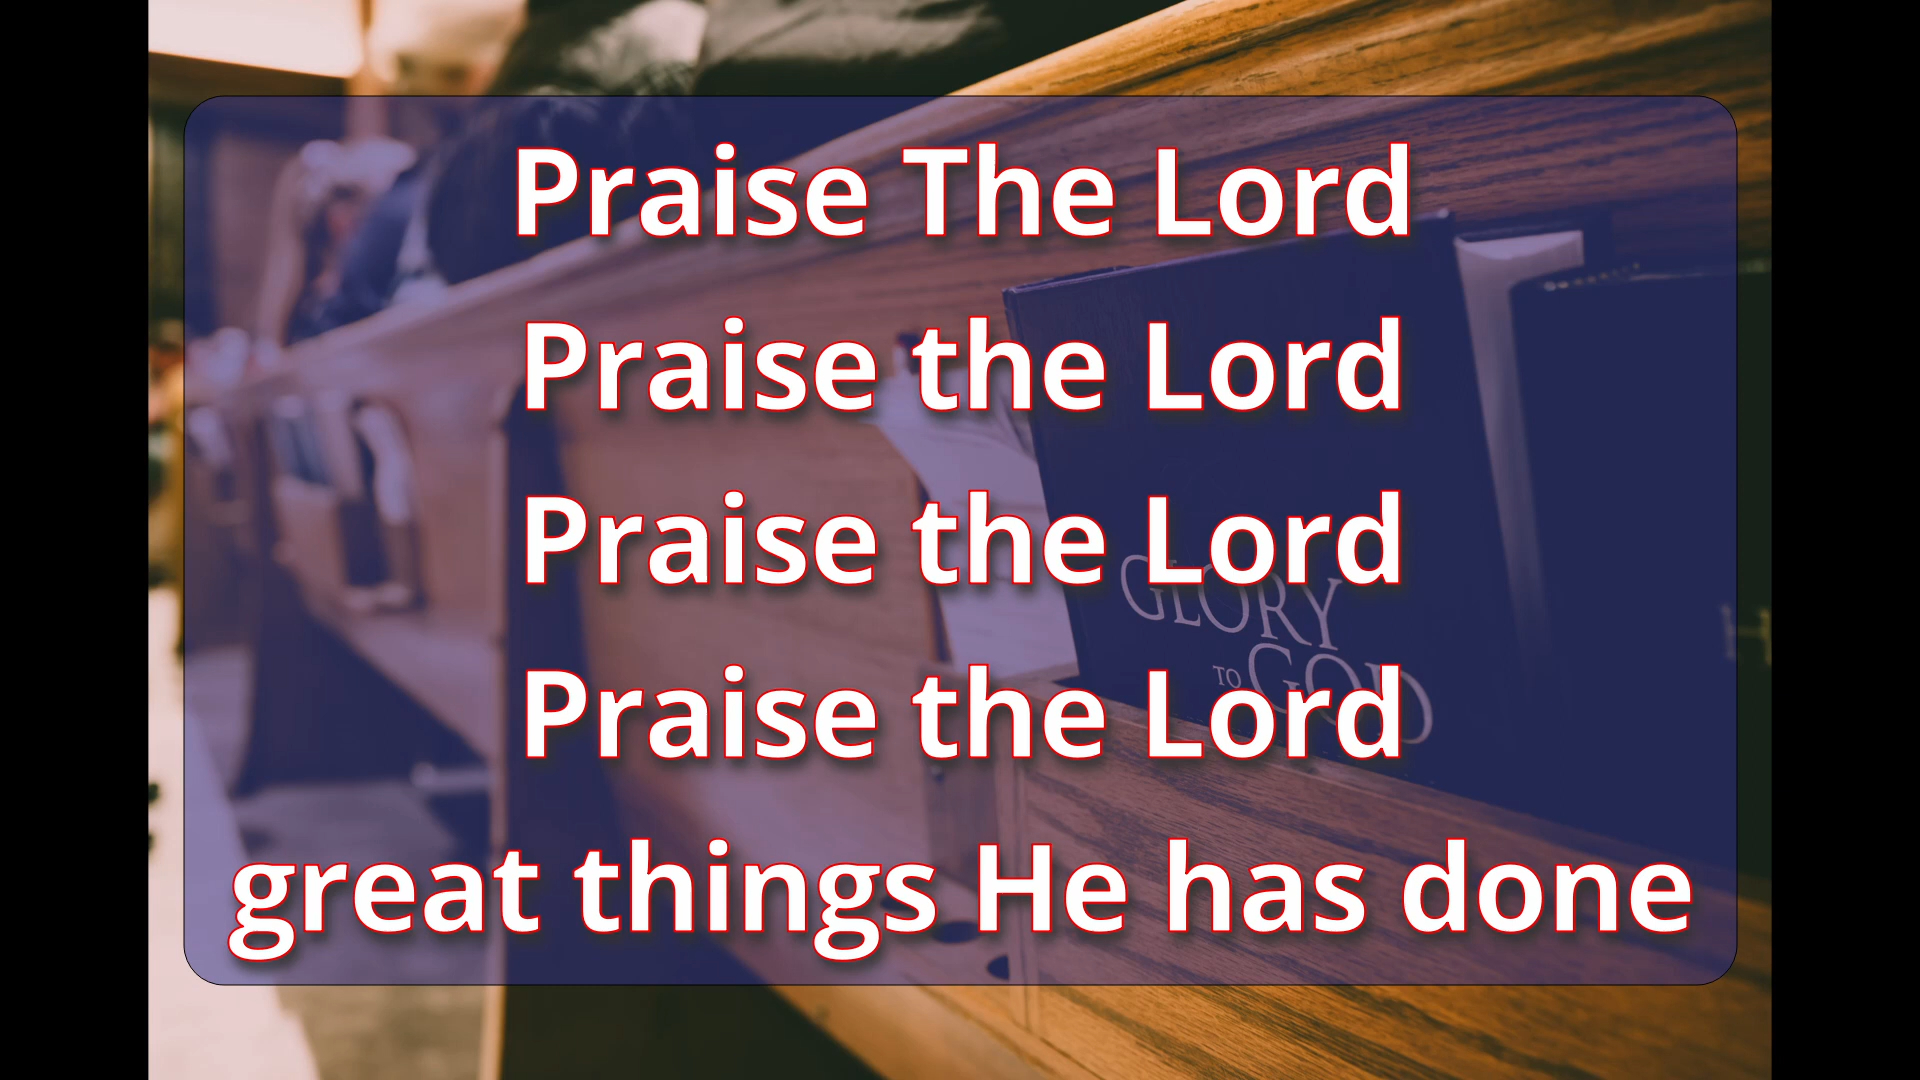 Praise The Lord
Praise the Lord
Praise the Lord
Praise the Lord
great things He has done
GLORY
TO GOD